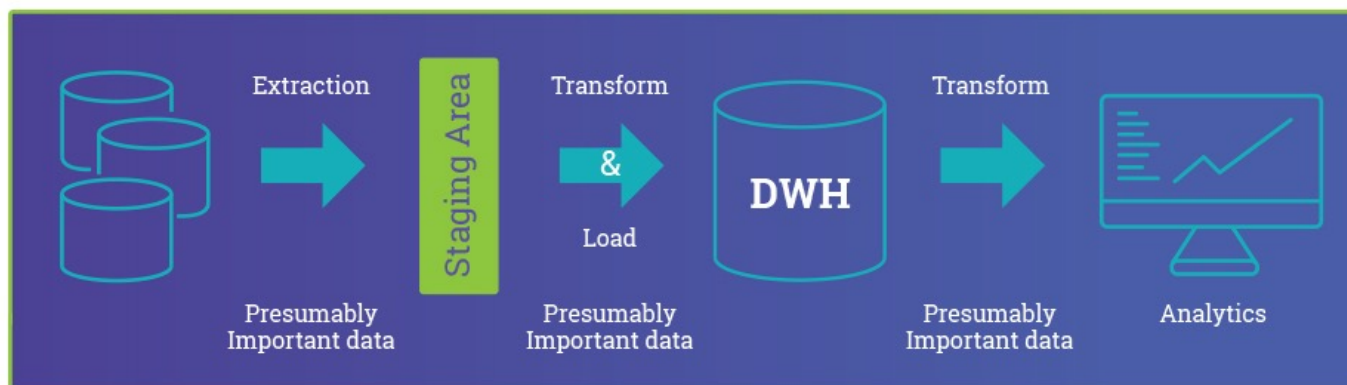 Extraction
Presumably
Important data
Staging Area
Transform
&
Load
Presumably
Important data
DWH
Transform
Presumably
Important data
Analytics